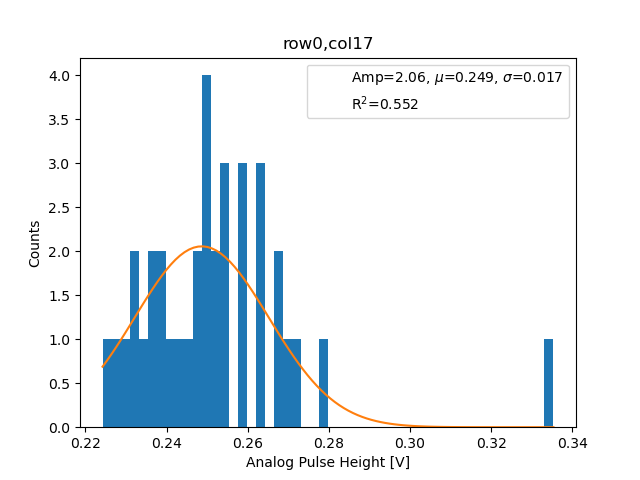 row0,col17
Amp=2.06, μ=0.249, σ=0.017
R²=0.552
4.0
3.5
3.0
2.5
2.0
1.5
1.0
0.5
0.0
Counts
0.22 0.24 0.26 0.28 0.30 0.32 0.34
Analog Pulse Height [V]